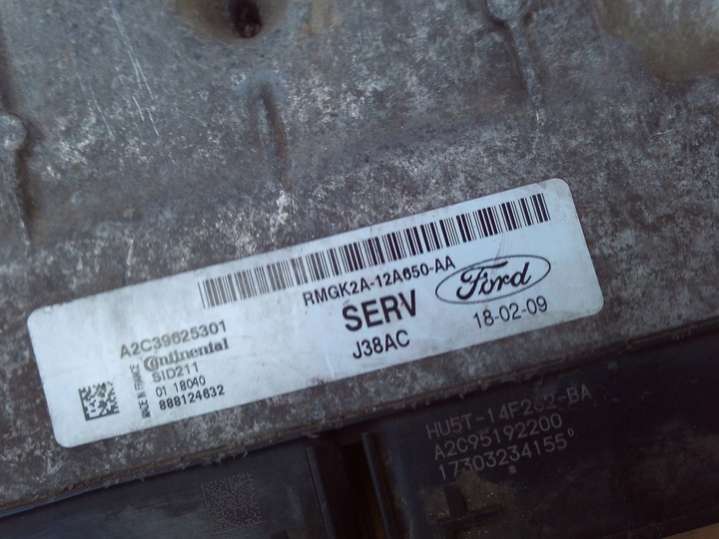 RMGK2A-12A650-AA
A2C39625301
Continental
SID211
01 18040
888124632
MADE IN FRANCE
SERV
J38AC
Ford
18-02-09
HU5T-14F262-BA
A2C95192200
17303234155